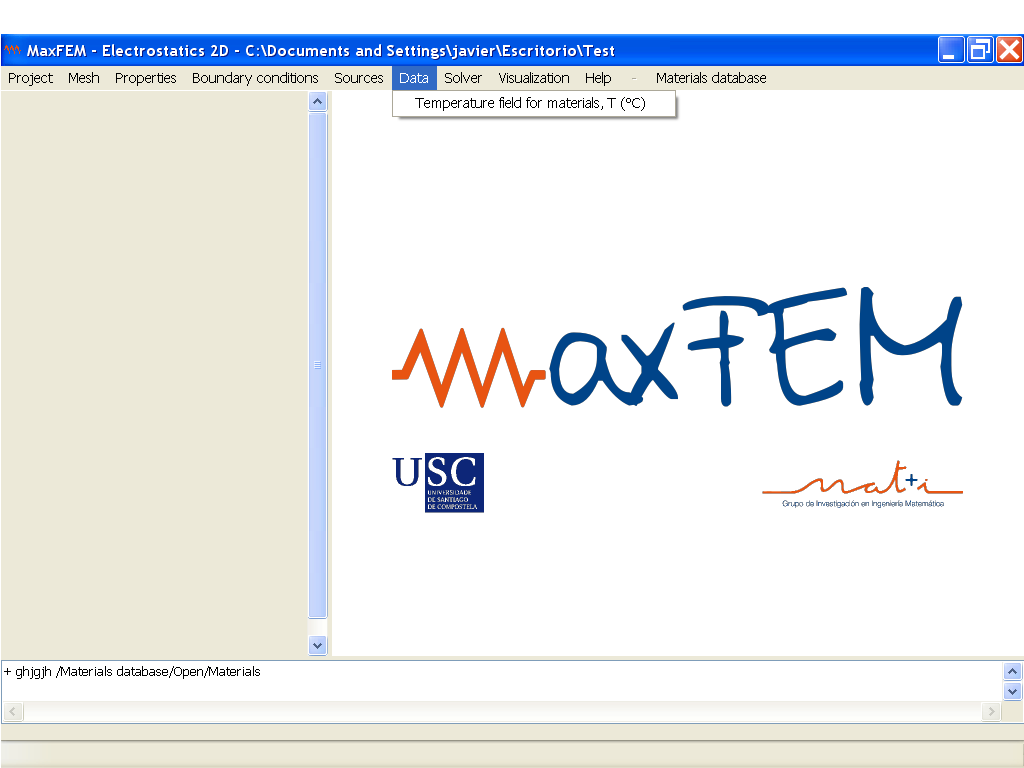 MaxFEM - Electrostatics 2D - C:\Documents and Settings\javier\Escritorio\Test
Project Mesh Properties Boundary conditions Sources Data Solver Visualization Help - Materials database
Temperature field for materials, T (ºC)
maxFEM
USC
UNIVERSIDADE
DE SANTIAGO
DE COMPOSTELA
mat+i
Grupo de Investigación en Ingeniería Matemática
+ ghjgjh /Materials database/Open/Materials